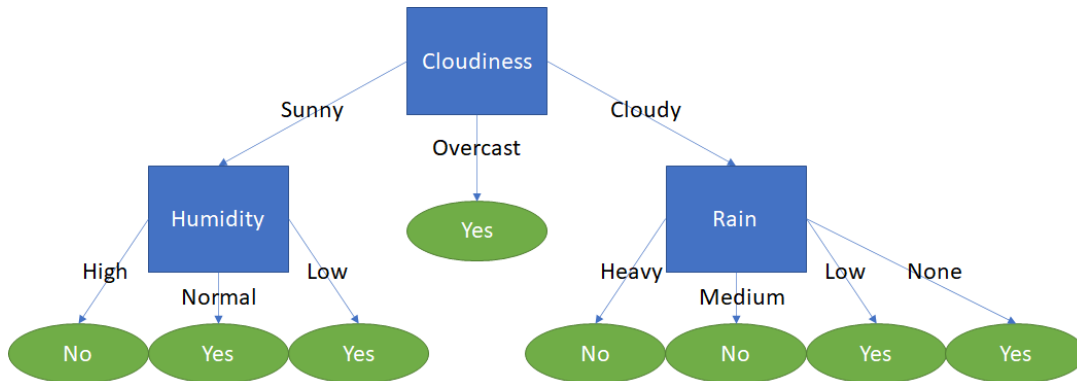 Cloudiness
Sunny
Cloudy
Overcast
Humidity
Yes
Rain
High
Low
Heavy
Low
None
Normal
Medium
No
Yes
Yes
No
No
Yes
Yes